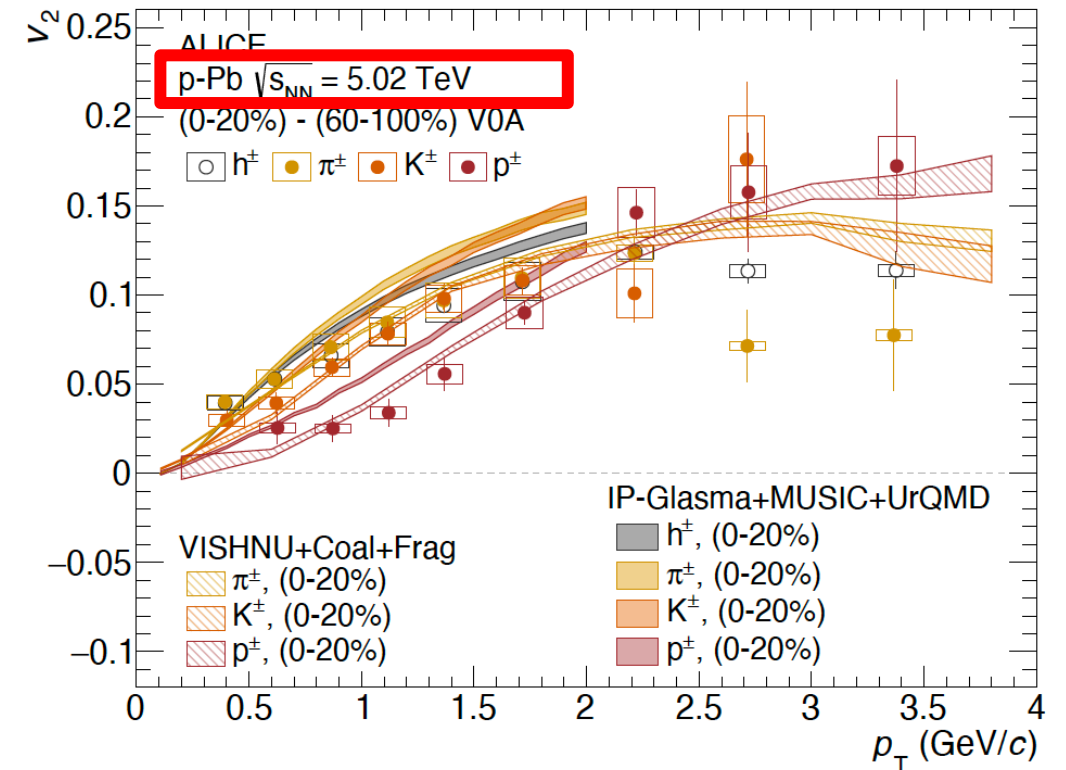 v₂
0.25
0.2
0.15
0.1
0.05
0
−0.05
−0.1
ALICE
p-Pb √sNN = 5.02 TeV
(0-20%) - (60-100%) V0A
h± π± K± p±
VISHNU+Coal+Frag
π±, (0-20%)
K±, (0-20%)
p±, (0-20%)
IP-Glasma+MUSIC+UrQMD
h±, (0-20%)
π±, (0-20%)
K±, (0-20%)
p±, (0-20%)
0 0.5 1 1.5 2 2.5 3 3.5 4
pT (GeV/c)